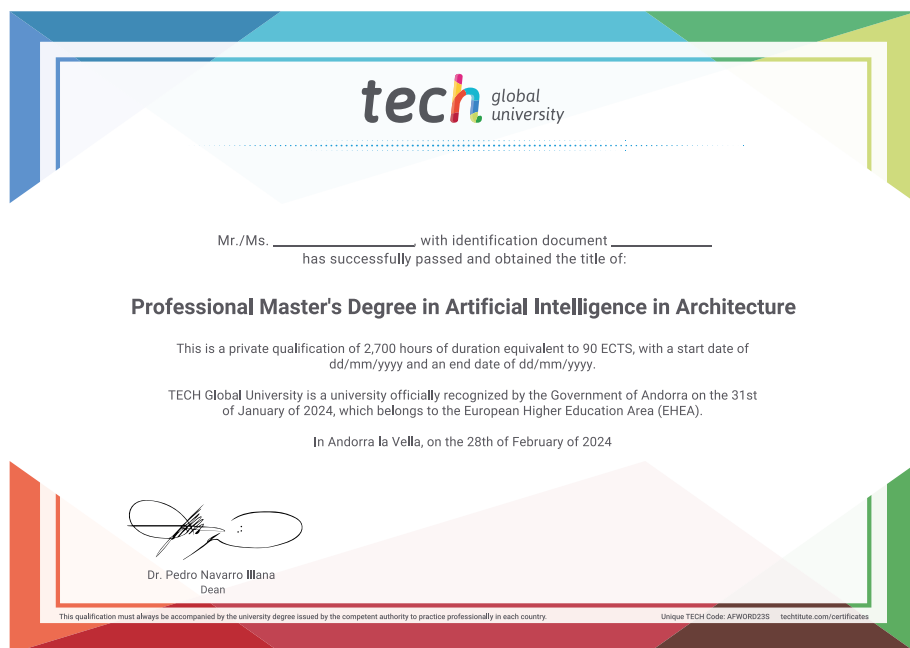 tech global
university
Mr./Ms. ____________________, with identification document ______________
has successfully passed and obtained the title of:
Professional Master's Degree in Artificial Intelligence in Architecture
This is a private qualification of 2,700 hours of duration equivalent to 90 ECTS, with a start date of
dd/mm/yyyy and an end date of dd/mm/yyyy.
TECH Global University is a university officially recognized by the Government of Andorra on the 31st
of January of 2024, which belongs to the European Higher Education Area (EHEA).
In Andorra la Vella, on the 28th of February of 2024
Dr. Pedro Navarro Illana
Dean
This qualification must always be accompanied by the university degree issued by the competent authority to practice professionally in each country.
Unique TECH Code: AFWORD23S techtitute.com/certificates